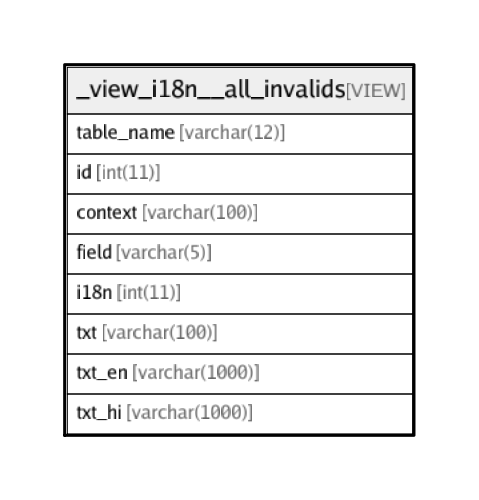 _view_i18n__all_invalids[VIEW]
table_name [varchar(12)]
id [int(11)]
context [varchar(100)]
field [varchar(5)]
i18n [int(11)]
txt [varchar(100)]
txt_en [varchar(1000)]
txt_hi [varchar(1000)]